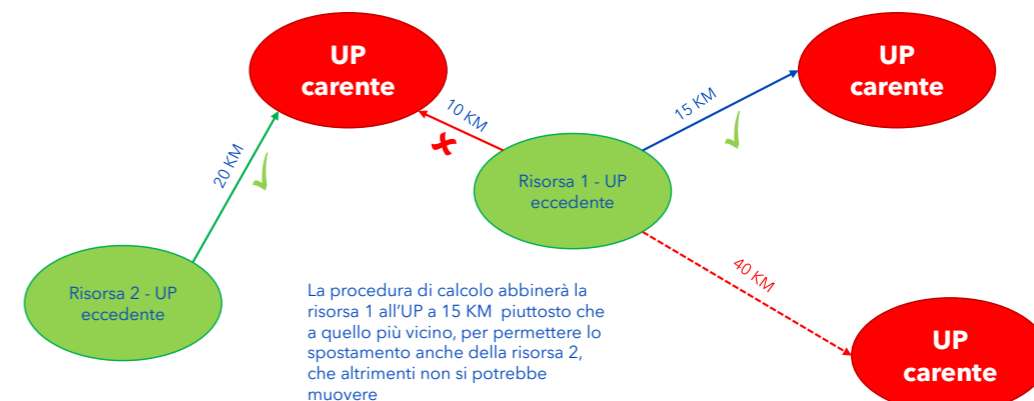 UP
carente
UP
carente
10 KM
15 KM
20 KM
Risorsa 1 - UP
eccedente
40 KM
Risorsa 2 - UP
eccedente
La procedura di calcolo abbinerà la
risorsa 1 all'UP a 15 KM  piuttosto che
a quello più vicino, per permettere lo
spostamento anche della risorsa 2,
che altrimenti non si potrebbe
muovere
UP
carente